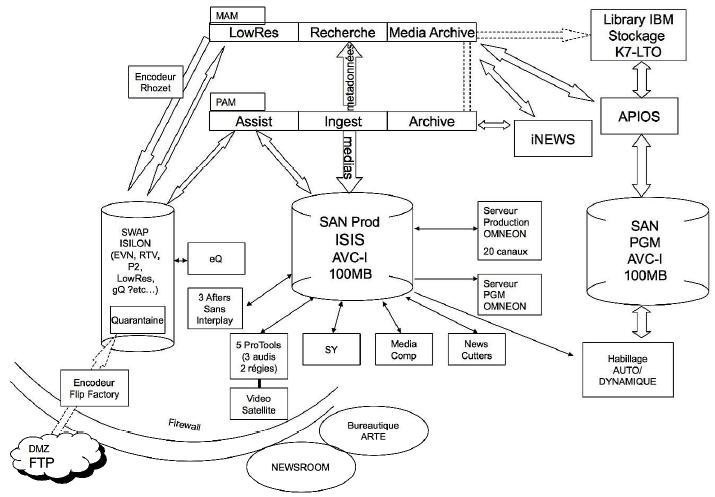 MAM
LowRes
Recherche
Media Archive
Library IBM
Stockage
K7-LTO
Encodeur
Rhozet
metadonnées
PAM
Assist
Ingest
Archive
iNEWS
APIOS
medias
SWAP
ISILON
(EVN, RTV,
P2,
LowRes,
gQ ?etc...)
Quarantaine
eQ
SAN Prod
ISIS
AVC-I
100MB
Serveur
Production
OMNEON
20 canaux
Serveur
PGM
OMNEON
SAN
PGM
AVC-I
100MB
3 Afters
Sans
Interplay
5 ProTools
(3 audis
2 régies)
SY
Media
Comp
News
Cutters
Habillage
AUTO/
DYNAMIQUE
Video
Satellite
Encodeur
Flip Factory
Firewall
Bureautique
ARTE
NEWSROOM
DMZ
FTP